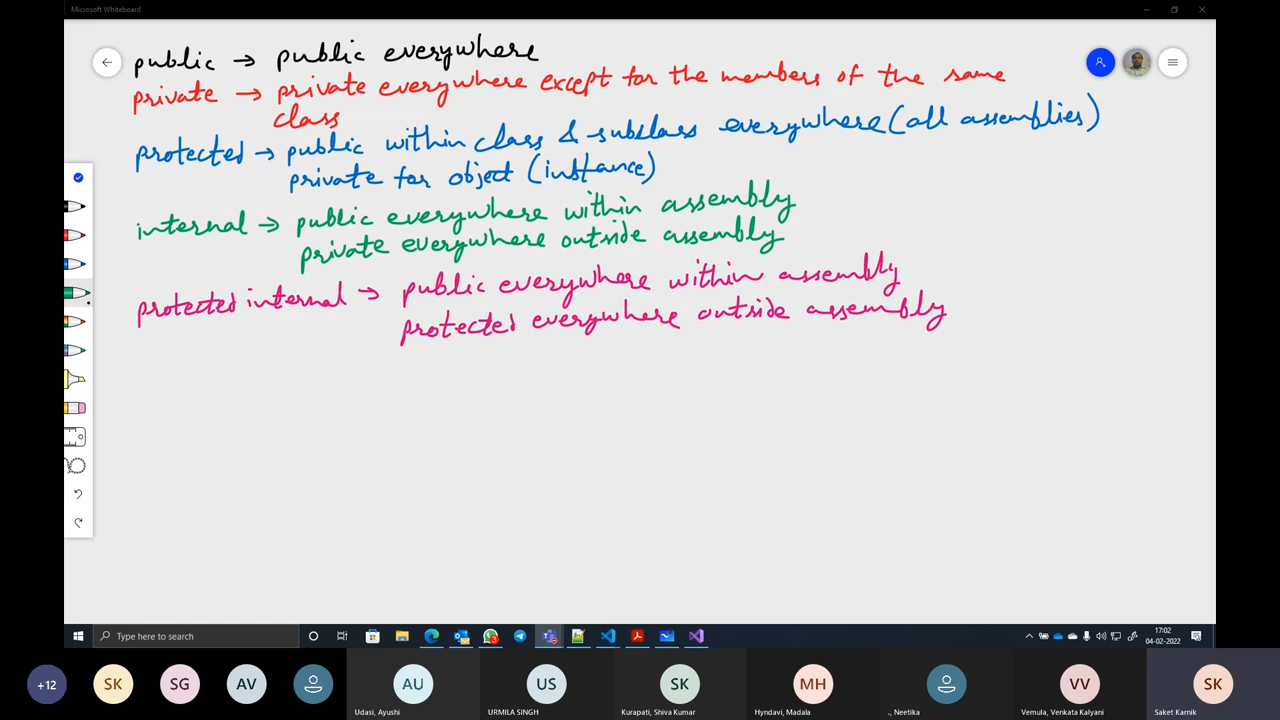 Microsoft Whiteboard
public → public everywhere
private → private everywhere except for the members of the same
class
protected → public within class & subclass everywhere (all assemblies)
private for object (instance)
internal → public everywhere within assembly
private everywhere outside assembly
protected internal → public everywhere within assembly
protected everywhere outside assembly
Type here to search
3
17:02
04-02-2022
+12
SK
SG
AV
AU
US
SK
MH
VV
SK
Udasi, Ayushi
URMILA SINGH
Kurapati, Shiva Kumar
Hyndavi, Madala
., Neetika
Vemula, Venkata Kalyani
Saket Karnik